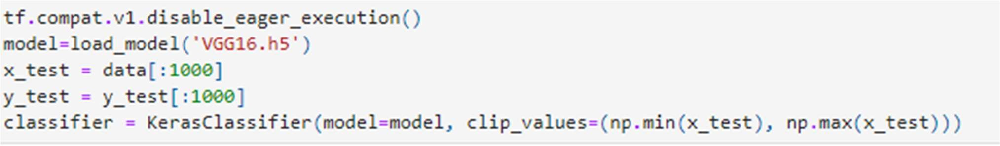 tf.compat.v1.disable_eager_execution()
model=load_model('VGG16.h5')
x_test = data[:1000]
y_test = y_test[:1000]
classifier = KerasClassifier(model=model, clip_values=(np.min(x_test), np.max(x_test)))